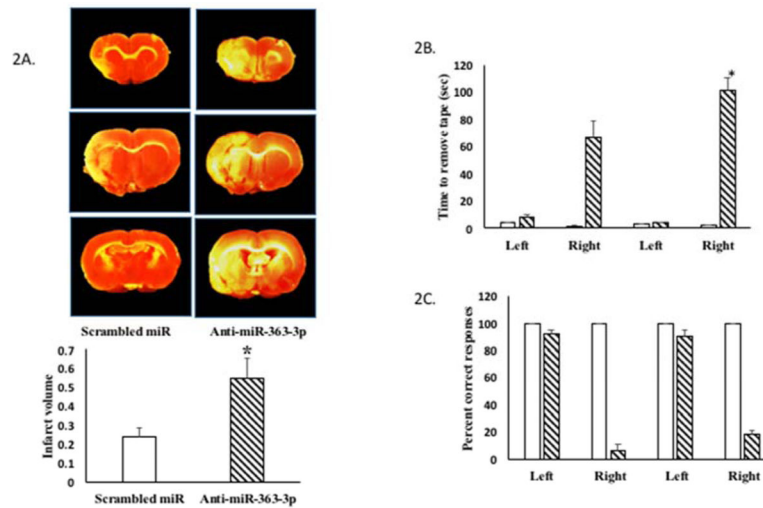 2A.
Scrambled miR Anti-miR-363-3p
Infarct volume
0.7
0.6
0.5
0.4
0.3
0.2
0.1
0
*
Scrambled miR Anti-miR-363-3p
2B.
Time to remove tape (sec)
120
100
80
60
40
20
0
*
Left Right Left Right
2C.
Percent correct responses
120
100
80
60
40
20
0
Left Right Left Right